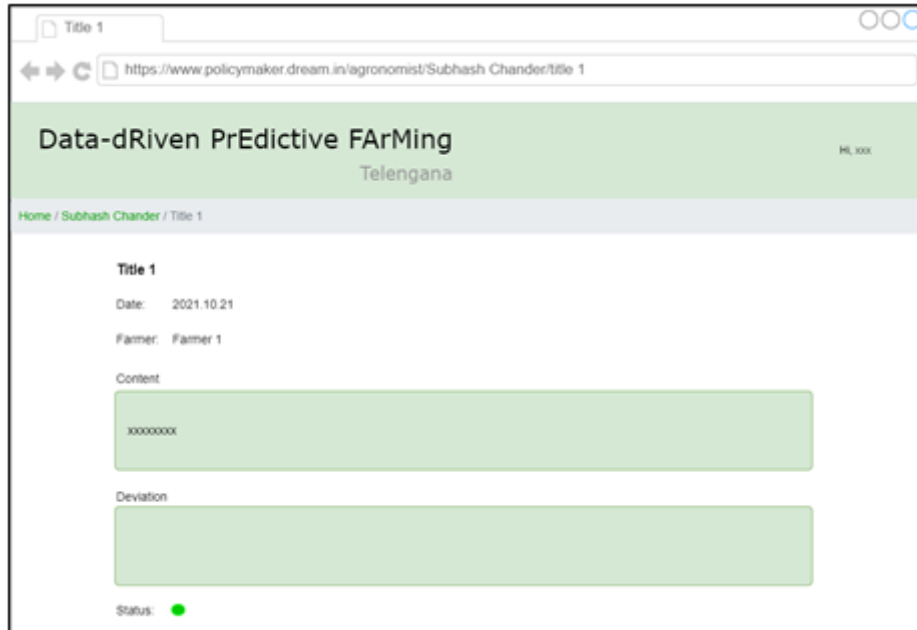 Title 1
https://www.policymaker.dream.in/agronomist/Subhash Chander/title 1
Data-dRiven PrEdictive FArMing
Hi, xxx
Telengana
Home / Subhash Chander / Title 1
Title 1
Date: 2021.10.21
Farmer: Farmer 1
Content
xxxxxxxx
Deviation
Status: